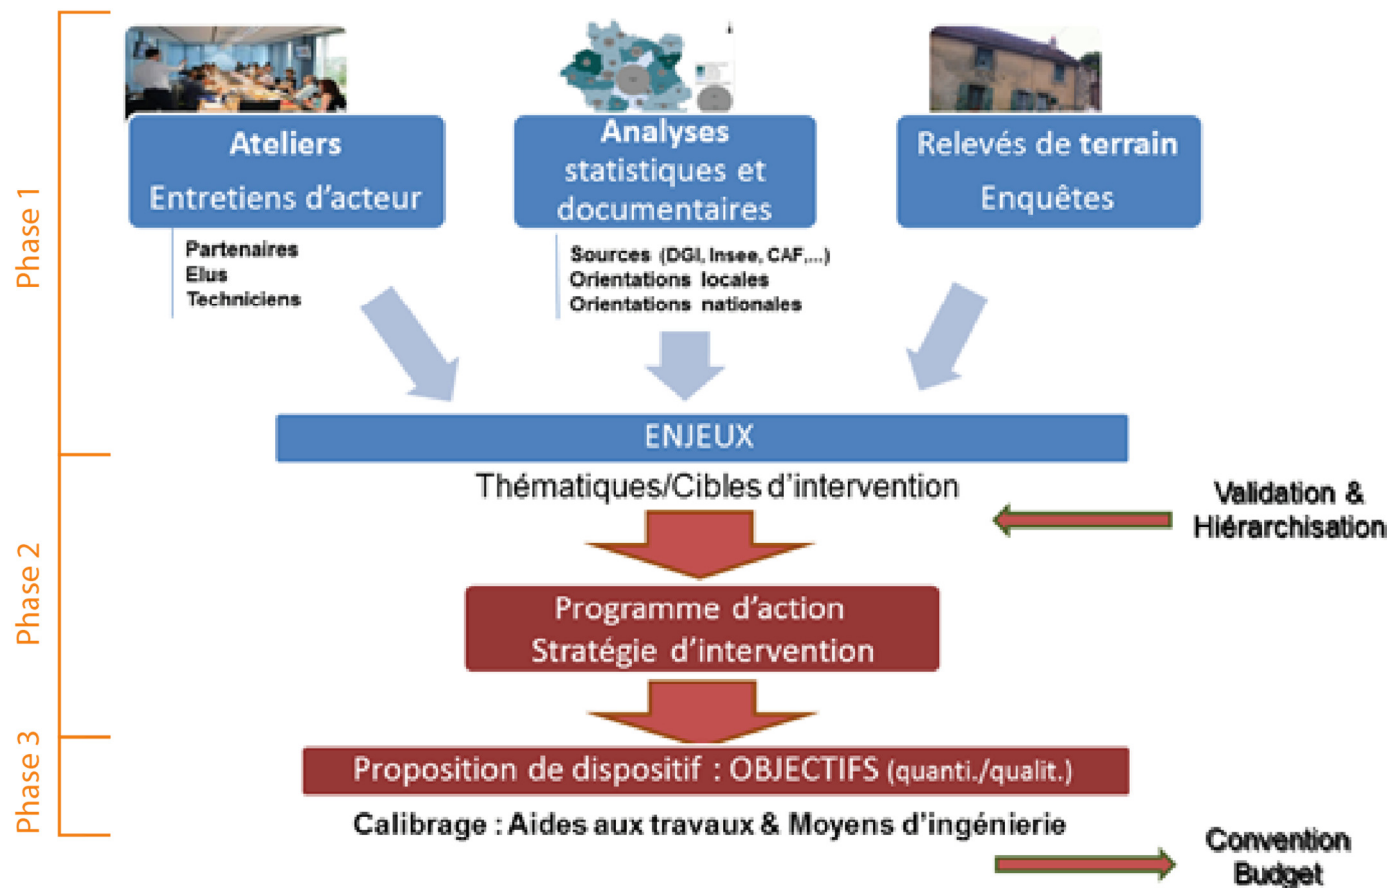 Phase 1
Ateliers
Entretiens d'acteur
Partenaires
Elus
Techniciens
Analyses
statistiques et
documentaires
Sources (DGI, Insee, CAF,...)
Orientations locales
Orientations nationales
Relevés de terrain
Enquêtes
ENJEUX
Phase 2
Thématiques/Cibles d'intervention
Validation &
Hiérarchisation
Programme d'action
Stratégie d'intervention
Phase 3
Proposition de dispositif : OBJECTIFS (quanti./qualit.)
Calibrage : Aides aux travaux & Moyens d'ingénierie
Convention
Budget